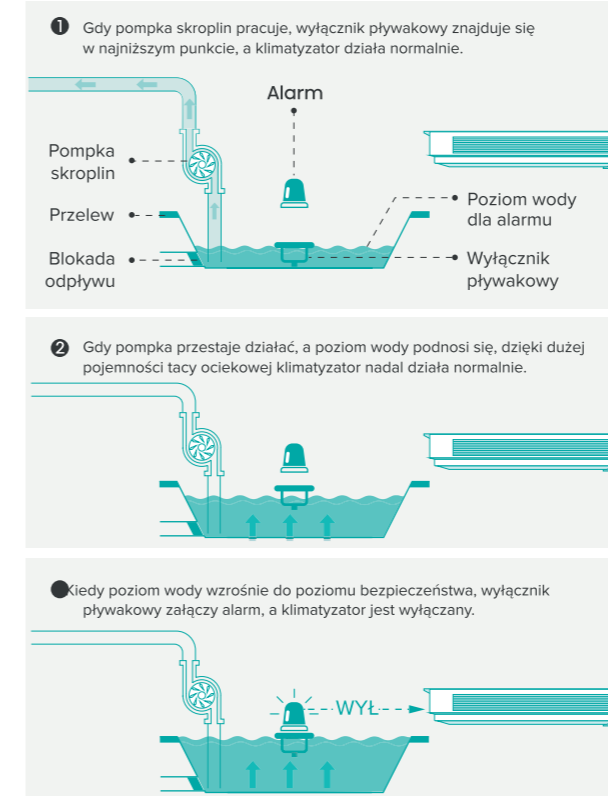 ❶ Gdy pompka skroplin pracuje, wyłącznik pływakowy znajduje się
w najniższym punkcie, a klimatyzator działa normalnie.
Alarm
Pompka
skroplin
Przelew
Blokada
odpływu
Poziom wody
dla alarmu
Wyłącznik
pływakowy
❷ Gdy pompka przestaje działać, a poziom wody podnosi się, dzięki dużej
pojemności tacy ociekowej klimatyzator nadal działa normalnie.
Kiedy poziom wody wzrośnie do poziomu bezpieczeństwa, wyłącznik
pływakowy załączy alarm, a klimatyzator jest wyłączany.
WYŁ